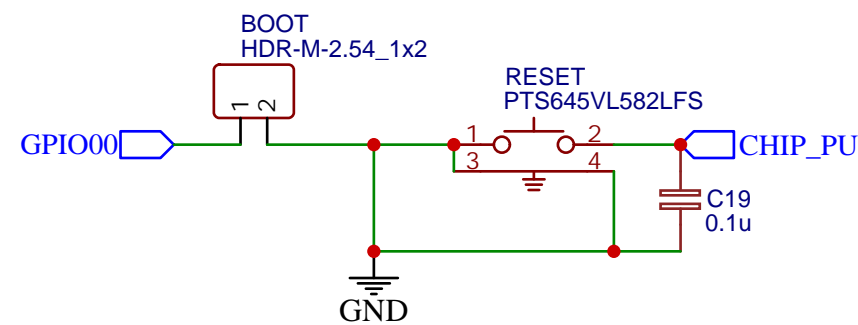 BOOT
HDR-M-2.54_1x2
1 2
RESET
PTS645VL582LFS
GPIO00
1 2
3 4
CHIP_PU
C19
0.1u
GND